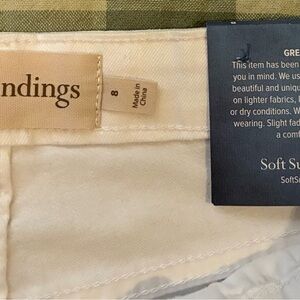 ndings
8
Made in
China
GRE
This item has been
you in mind. We us
beautiful and uniqu
on lighter fabrics,
or dry conditions. W
wearing. Slight fad
a comf
Soft Su
SoftSu